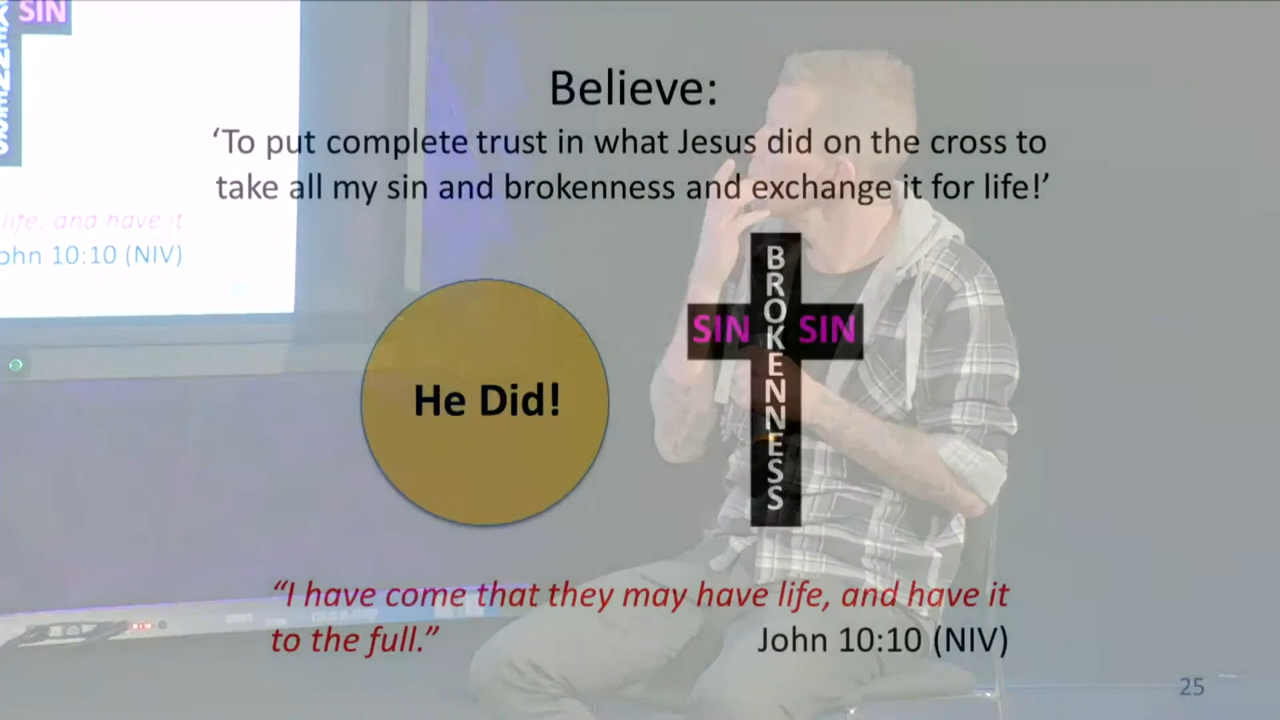 SIN
life, and have it
ohn 10:10 (NIV)
Believe:
‘To put complete trust in what Jesus did on the cross to
take all my sin and brokenness and exchange it for life!’
He Did!
BROKENNESS
SIN SIN
“I have come that they may have life, and have it
to the full.”
John 10:10 (NIV)
25